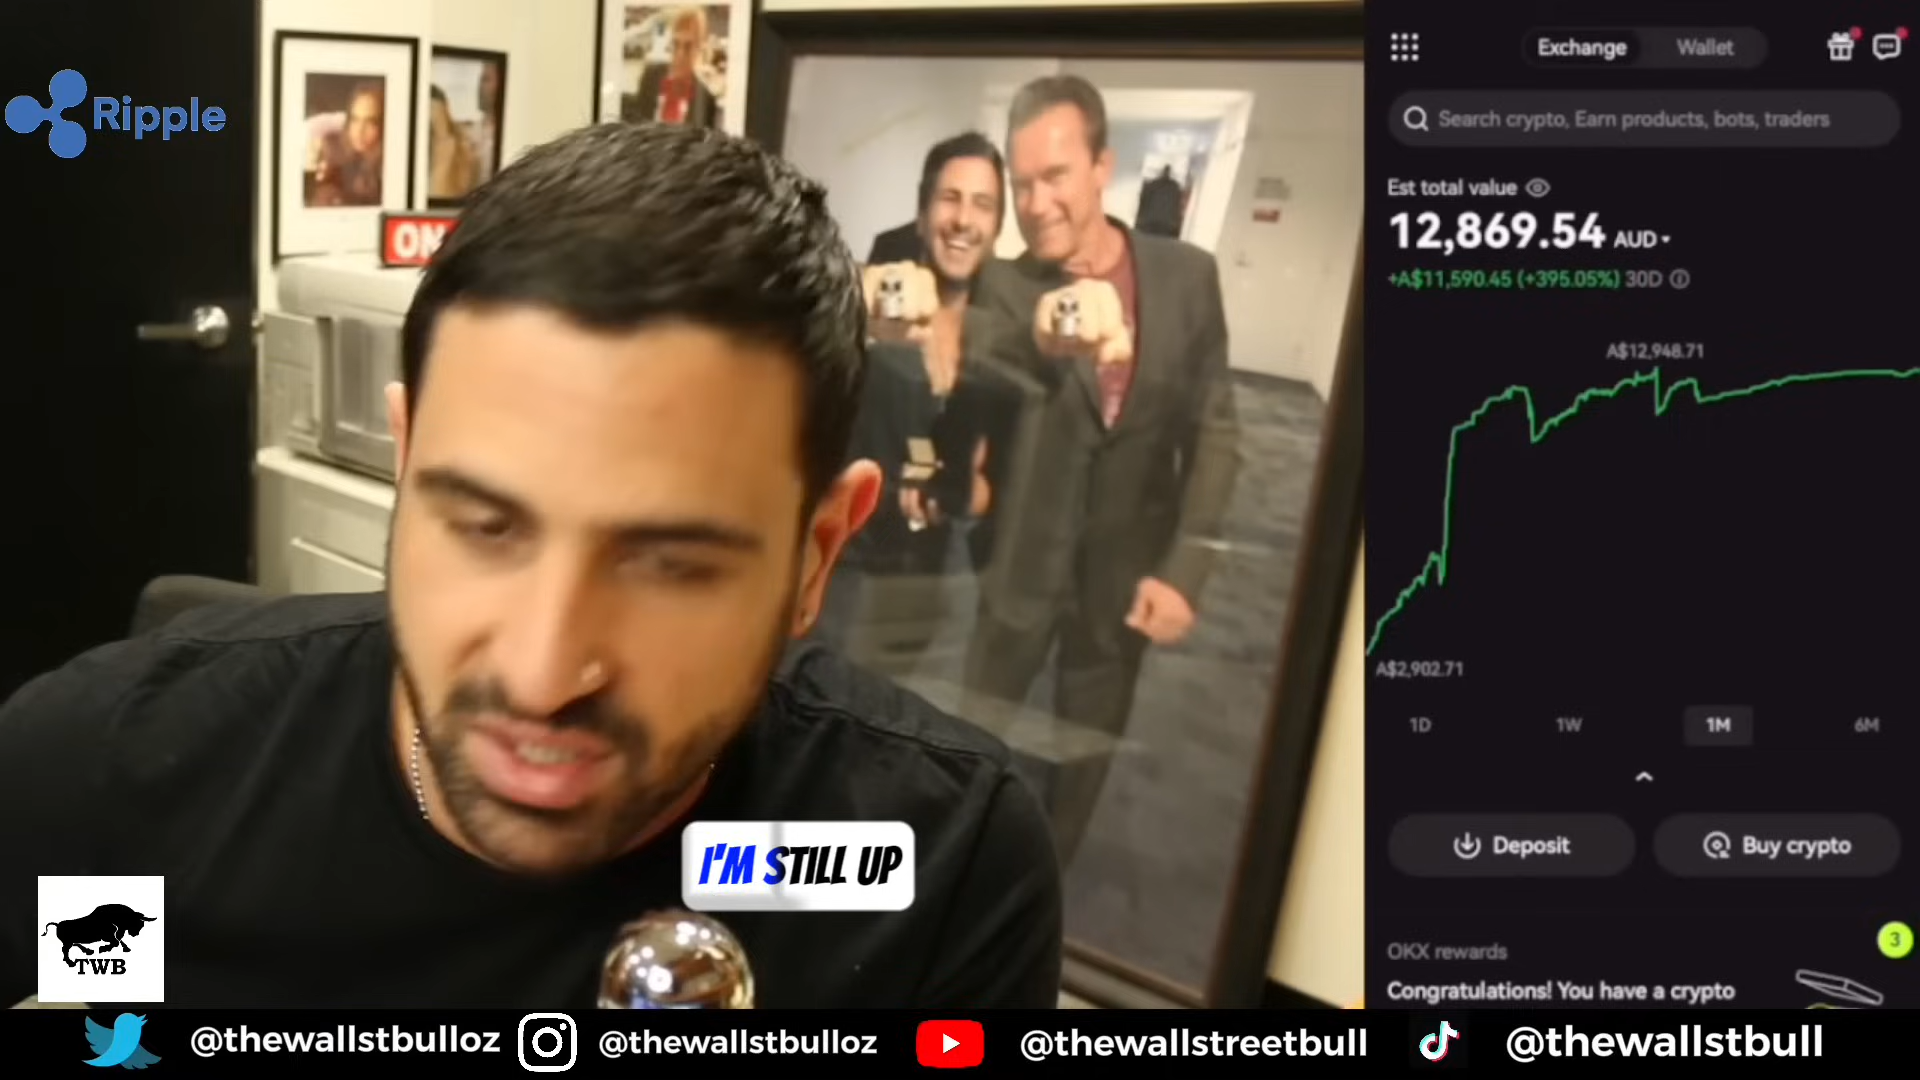 Ripple
ON
I'M STILL UP
TWB
Exchange
Wallet
Search crypto, Earn products, bots, traders
Est total value
12,869.54 AUD
+A$11,590.45 (+395.05%) 30D
A$12,948.71
A$2,902.71
1D
1W
1M
6M
Deposit
Buy crypto
OKX rewards
3
Congratulations! You have a crypto
@thewallstbulloz
@thewallstbulloz
@thewallstreetbull
@thewallstbull